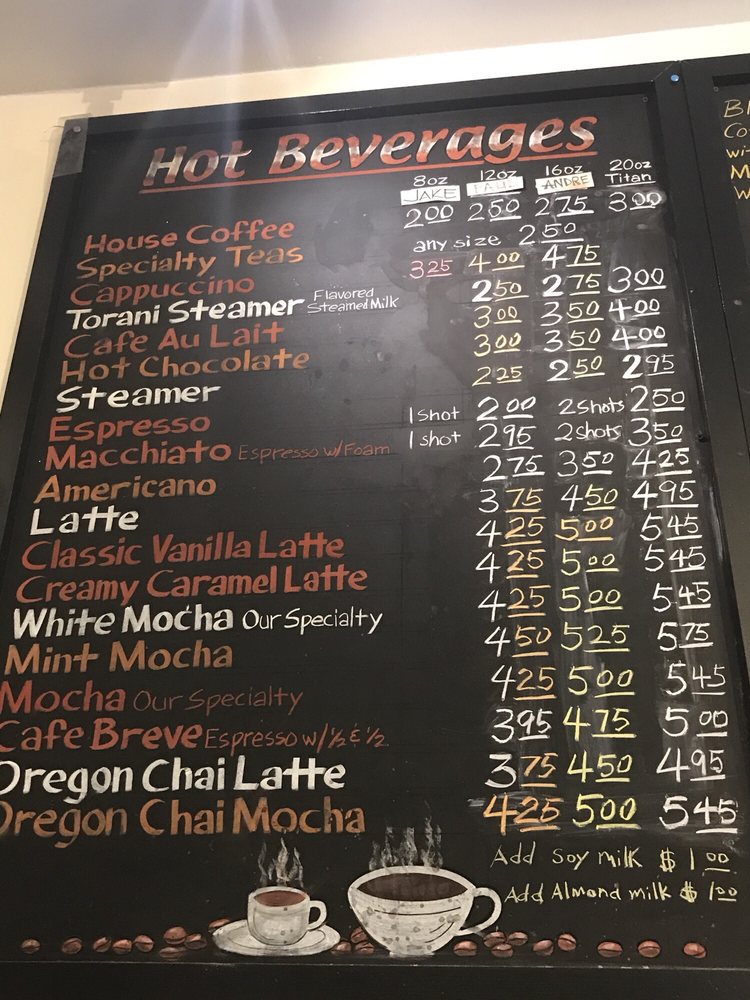 Hot Beverages
8oz 12oz 16oz 20oz
JAKE ANDRE Titan
House Coffee 200 250 275 300
Specialty Teas any size 250
Cappuccino 325 400 475
Torani Steamer Flavored Steamed Milk 250 275 300
Cafe Au Lait 300 350 400
Hot Chocolate 300 350 400
Steamer 225 250 295
Espresso 1 shot 200 2 shots 250
Macchiato Espresso w/Foam 1 shot 295 2 shots 350
Americano 275 350 425
Latte 375 450 495
Classic Vanilla Latte 425 500 545
Creamy Caramel Latte 425 500 545
White Mocha Our Specialty 425 500 545
Mint Mocha 450 525 575
Mocha Our Specialty 425 500 545
Cafe Breve Espresso w/½ & ½ 395 475 500
Oregon Chai Latte 375 450 495
Oregon Chai Mocha 425 500 545
Add Soy milk $100
Add Almond milk $100